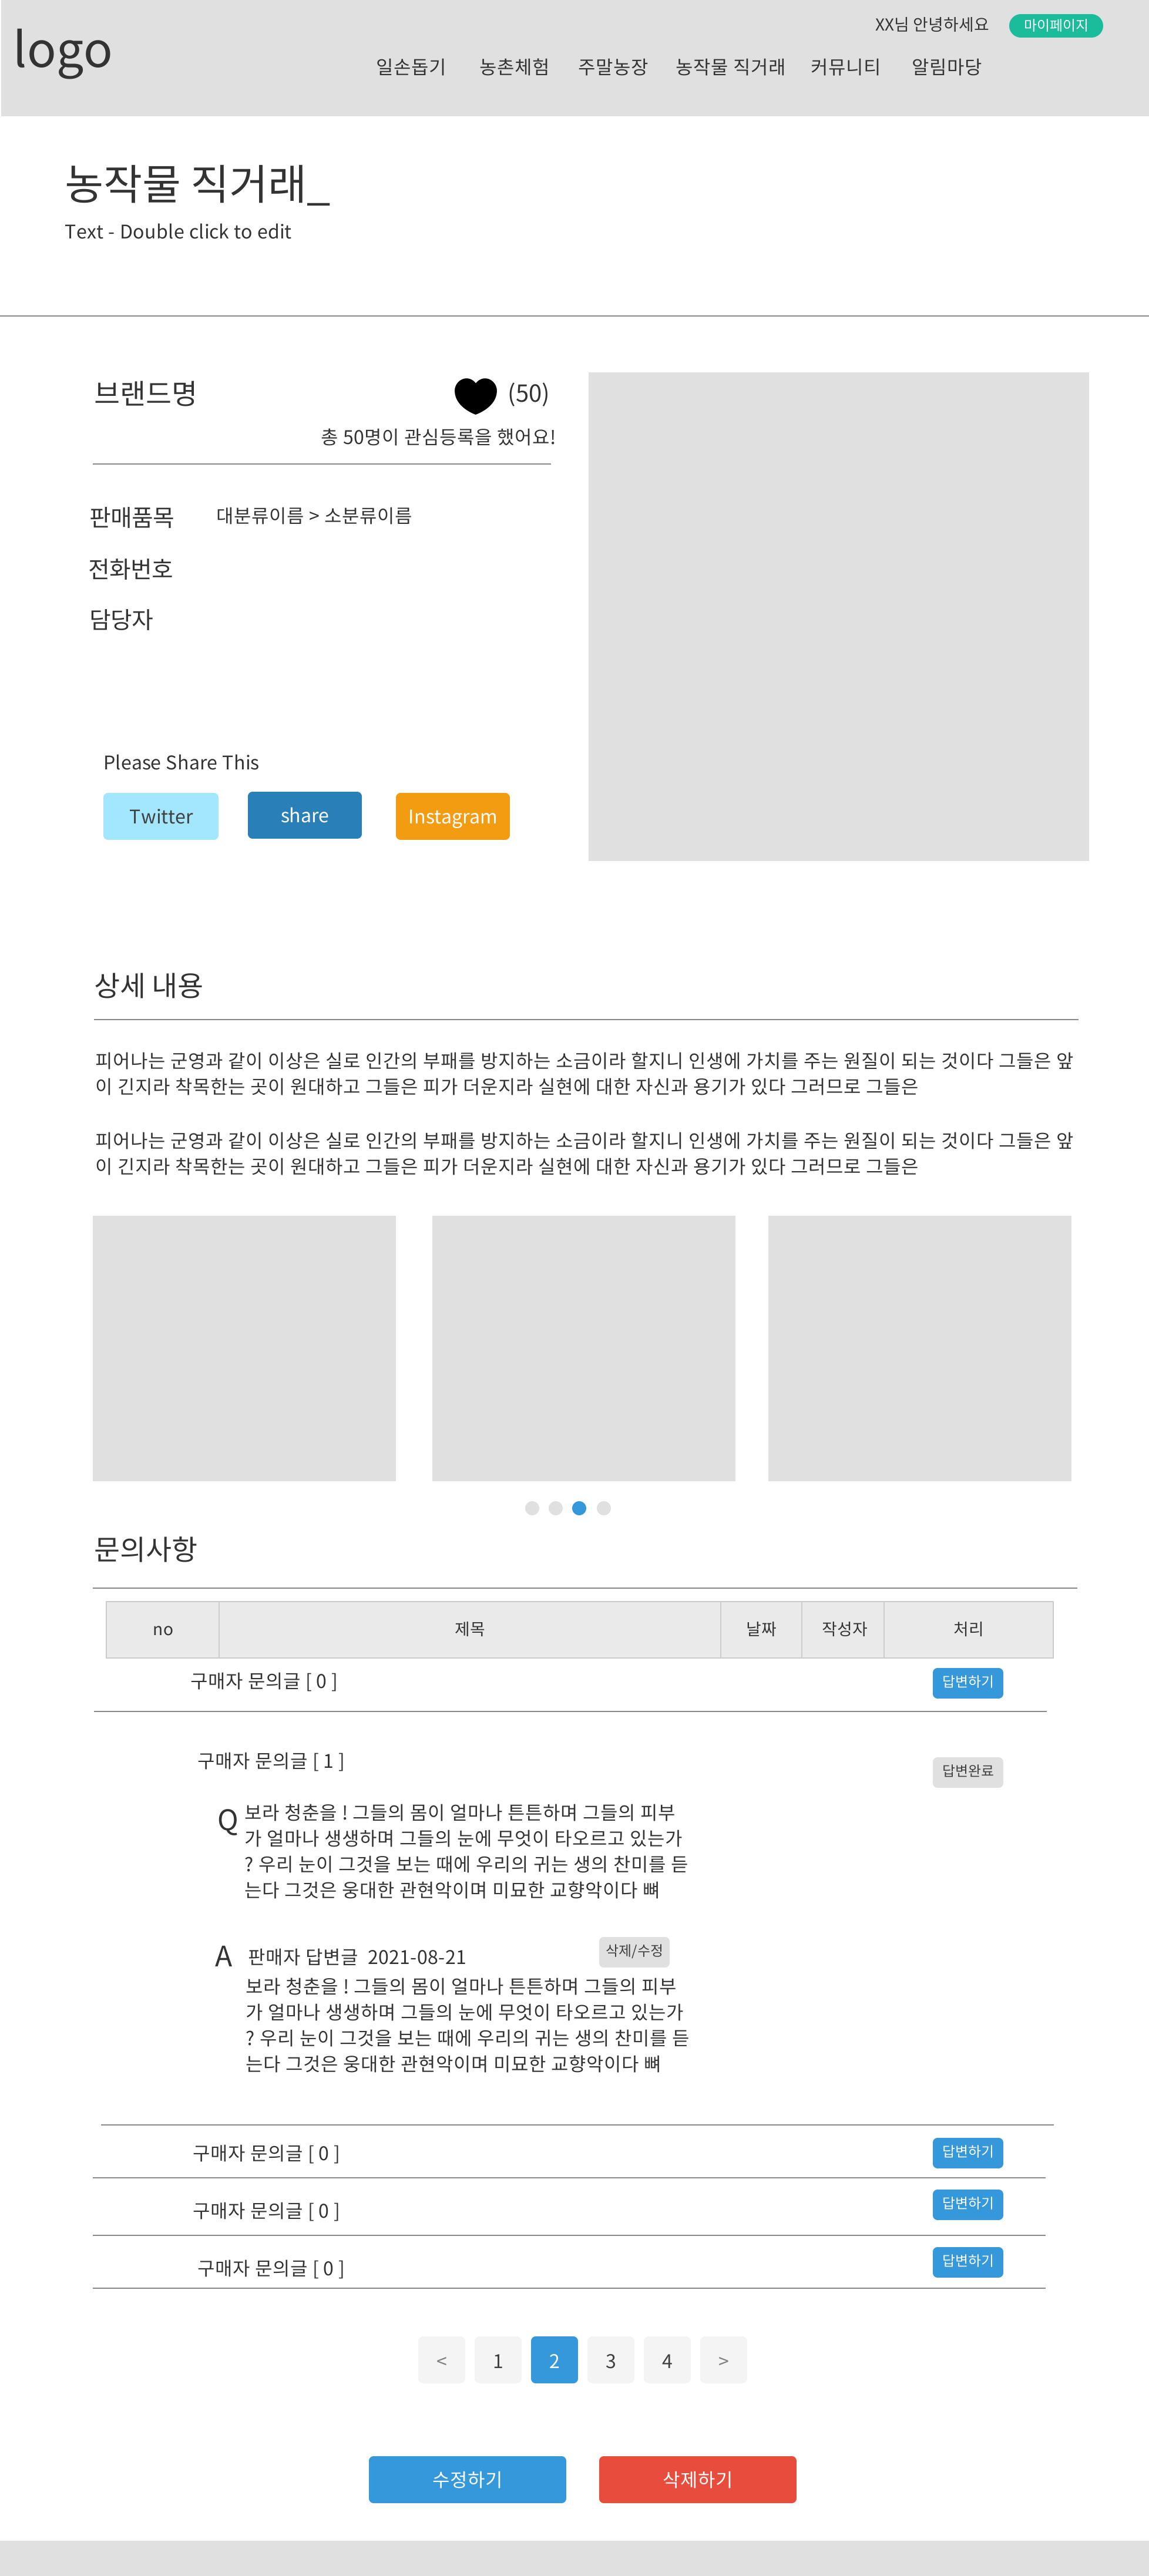 logo
XX님 안녕하세요
마이페이지
일손돕기 농촌체험 주말농장 농작물 직거래 커뮤니티 알림마당
농작물 직거래_
Text - Double click to edit
브랜드명
(50)
총 50명이 관심등록을 했어요!
판매품목 대분류이름 > 소분류이름
전화번호
담당자
Please Share This
Twitter share Instagram
상세 내용
피어나는 군영과 같이 이상은 실로 인간의 부패를 방지하는 소금이라 할지니 인생에 가치를 주는 원질이 되는 것이다 그들은 앞
이 긴지라 착목한는 곳이 원대하고 그들은 피가 더운지라 실현에 대한 자신과 용기가 있다 그러므로 그들은
피어나는 군영과 같이 이상은 실로 인간의 부패를 방지하는 소금이라 할지니 인생에 가치를 주는 원질이 되는 것이다 그들은 앞
이 긴지라 착목한는 곳이 원대하고 그들은 피가 더운지라 실현에 대한 자신과 용기가 있다 그러므로 그들은
문의사항
no 제목 날짜 작성자 처리
구매자 문의글 [ 0 ] 답변하기
구매자 문의글 [ 1 ] 답변완료
Q 보라 청춘을 ! 그들의 몸이 얼마나 튼튼하며 그들의 피부
가 얼마나 생생하며 그들의 눈에 무엇이 타오르고 있는가
? 우리 눈이 그것을 보는 때에 우리의 귀는 생의 찬미를 듣
는다 그것은 웅대한 관현악이며 미묘한 교향악이다 뼈
A 판매자 답변글 2021-08-21 삭제/수정
보라 청춘을 ! 그들의 몸이 얼마나 튼튼하며 그들의 피부
가 얼마나 생생하며 그들의 눈에 무엇이 타오르고 있는가
? 우리 눈이 그것을 보는 때에 우리의 귀는 생의 찬미를 듣
는다 그것은 웅대한 관현악이며 미묘한 교향악이다 뼈
구매자 문의글 [ 0 ] 답변하기
구매자 문의글 [ 0 ] 답변하기
구매자 문의글 [ 0 ] 답변하기
< 1 2 3 4 >
수정하기 삭제하기